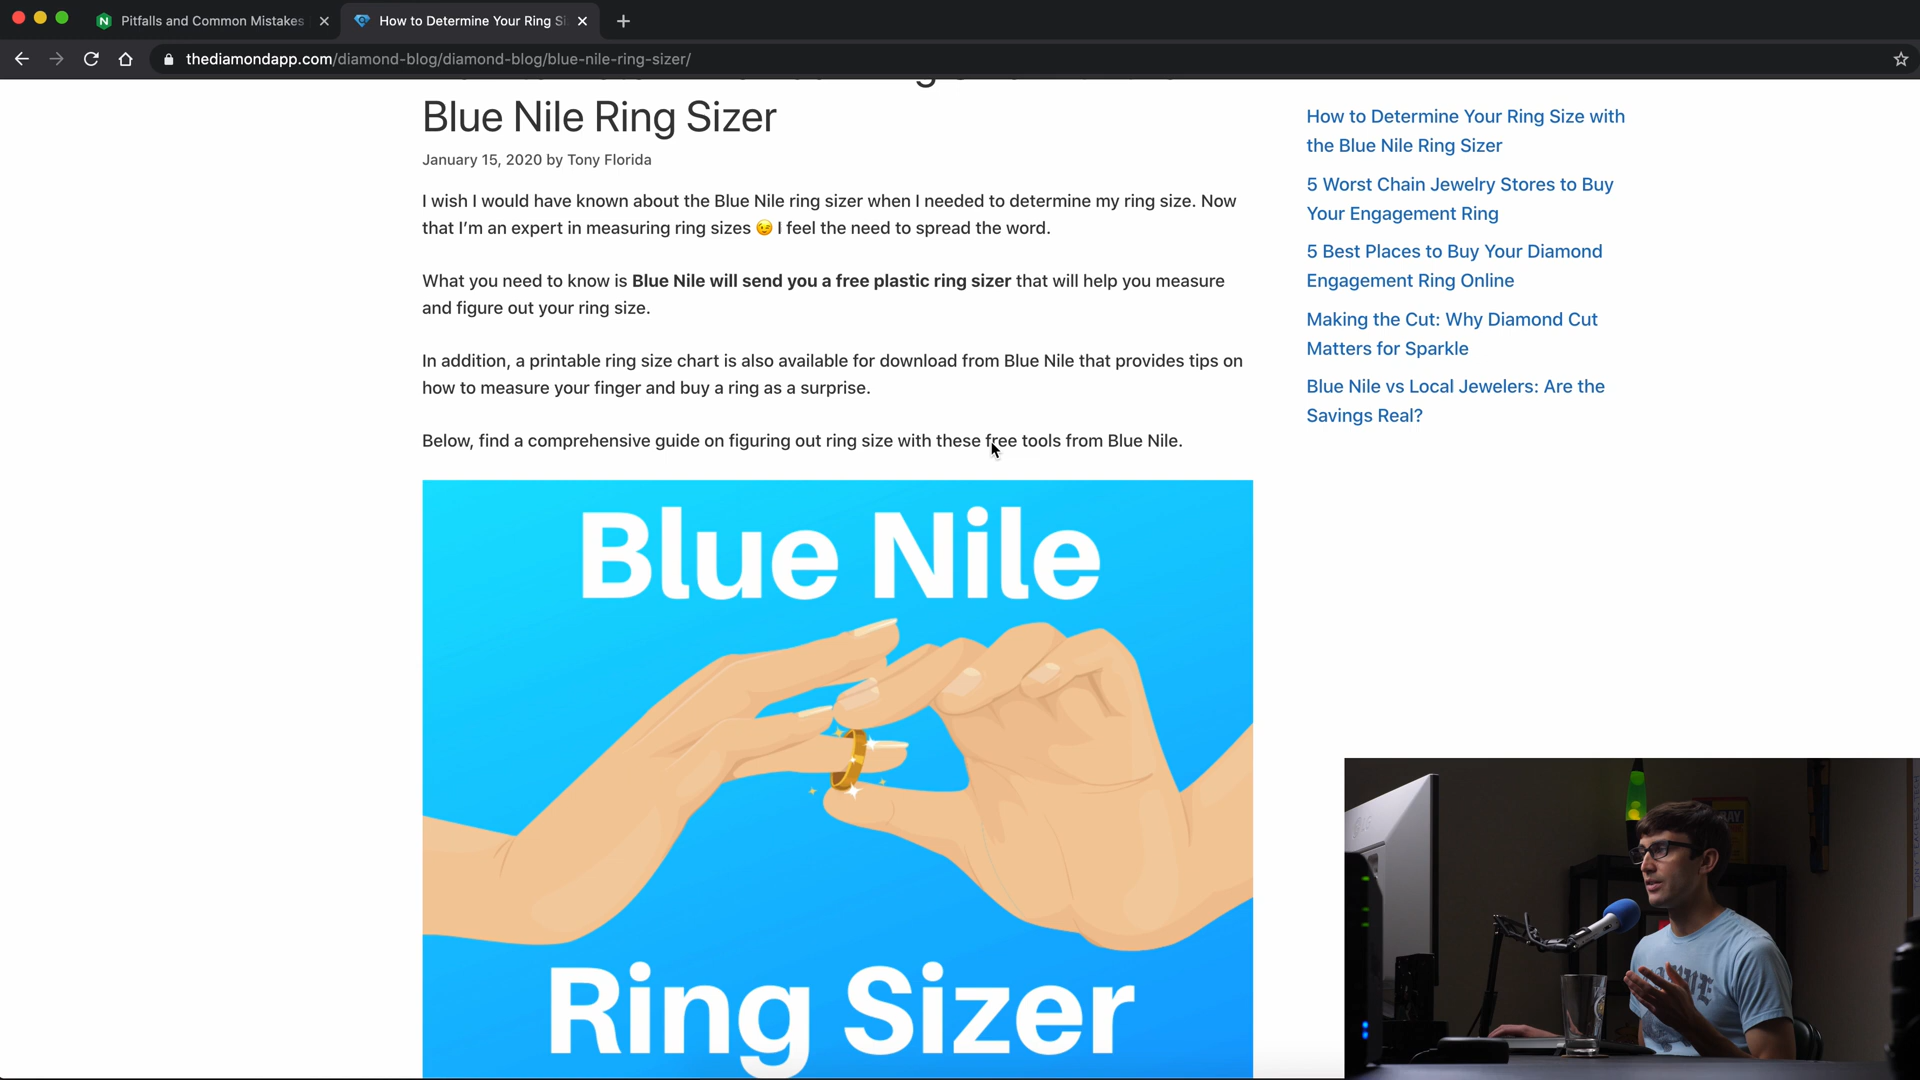 Pitfalls and Common Mistakes
How to Determine Your Ring Si
thediamondapp.com/diamond-blog/diamond-blog/blue-nile-ring-sizer/
Blue Nile Ring Sizer
January 15, 2020 by Tony Florida
I wish I would have known about the Blue Nile ring sizer when I needed to determine my ring size. Now
that I'm an expert in measuring ring sizes 😉 I feel the need to spread the word.
What you need to know is Blue Nile will send you a free plastic ring sizer that will help you measure
and figure out your ring size.
In addition, a printable ring size chart is also available for download from Blue Nile that provides tips on
how to measure your finger and buy a ring as a surprise.
Below, find a comprehensive guide on figuring out ring size with these free tools from Blue Nile.
Blue Nile
Ring Sizer
How to Determine Your Ring Size with
the Blue Nile Ring Sizer
5 Worst Chain Jewelry Stores to Buy
Your Engagement Ring
5 Best Places to Buy Your Diamond
Engagement Ring Online
Making the Cut: Why Diamond Cut
Matters for Sparkle
Blue Nile vs Local Jewelers: Are the
Savings Real?